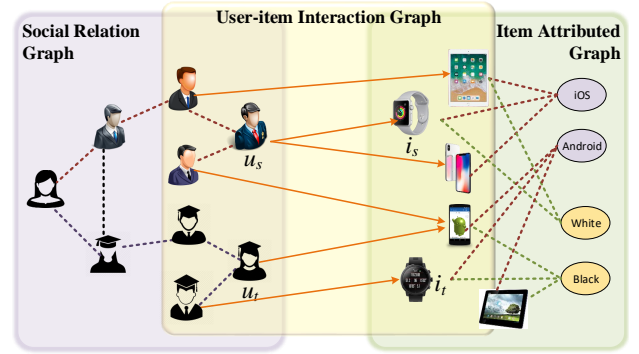 User-item Interaction Graph
Social Relation
Graph
Item Attributed
Graph
iOS
u_s
i_s
Android
White
u_t
i_t
Black